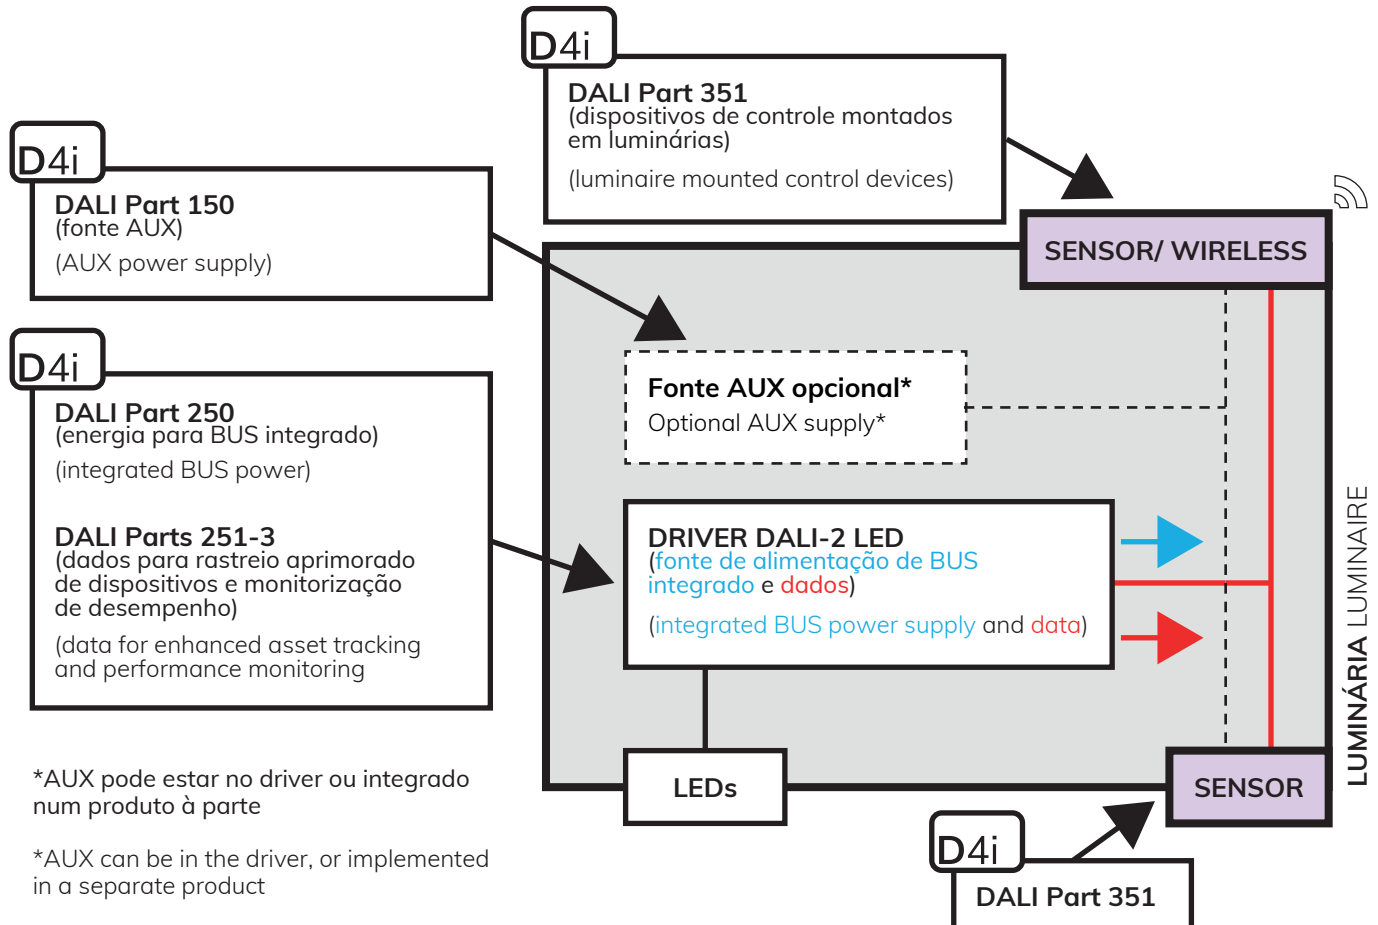 D4i
DALI Part 351
(dispositivos de controle montados
em luminárias)
(luminaire mounted control devices)
D4i
DALI Part 150
(fonte AUX)
(AUX power supply)
SENSOR/ WIRELESS
D4i
DALI Part 250
(energia para BUS integrado)
(integrated BUS power)
DALI Parts 251-3
(dados para rastreio aprimorado
de dispositivos e monitorização
de desempenho)
(data for enhanced asset tracking
and performance monitoring
Fonte AUX opcional*
Optional AUX supply*
DRIVER DALI-2 LED
(fonte de alimentação de BUS
integrado e dados)
(integrated BUS power supply and data)
LUMINÁRIA LUMINAIRE
LEDs
SENSOR
*AUX pode estar no driver ou integrado
num produto à parte
*AUX can be in the driver, or implemented
in a separate product
D4i
DALI Part 351